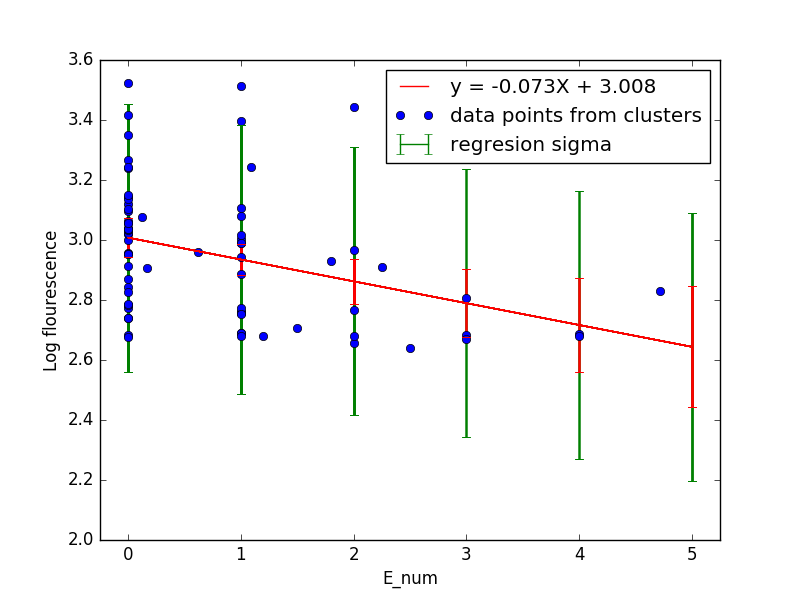 3.6
3.4
3.2
3.0
2.8
2.6
2.4
2.2
2.0
0 1 2 3 4 5
Log flourescence
E_num
y = -0.073X + 3.008
data points from clusters
regresion sigma